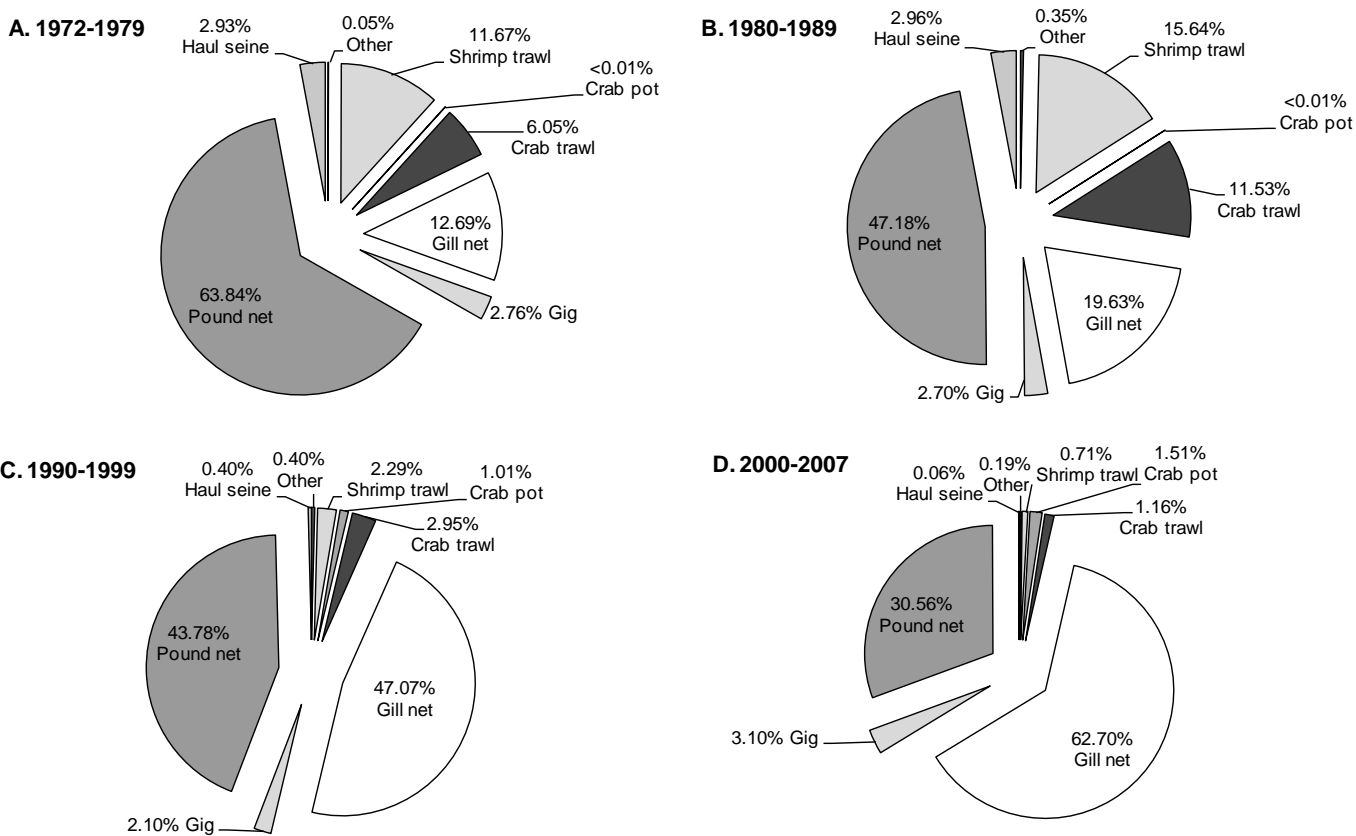 A. 1972-1979
2.93%
Haul seine
0.05%
Other
11.67%
Shrimp trawl
<0.01%
Crab pot
6.05%
Crab trawl
12.69%
Gill net
2.76% Gig
63.84%
Pound net
B. 1980-1989
2.96%
Haul seine
0.35%
Other
15.64%
Shrimp trawl
<0.01%
Crab pot
11.53%
Crab trawl
19.63%
Gill net
2.70% Gig
47.18%
Pound net
C. 1990-1999
0.40%
Haul seine
0.40%
Other
2.29%
Shrimp trawl
1.01%
Crab pot
2.95%
Crab trawl
47.07%
Gill net
2.10% Gig
43.78%
Pound net
D. 2000-2007
0.06%
Haul seine
0.19%
Other
0.71%
Shrimp trawl
1.51%
Crab pot
1.16%
Crab trawl
62.70%
Gill net
3.10% Gig
30.56%
Pound net